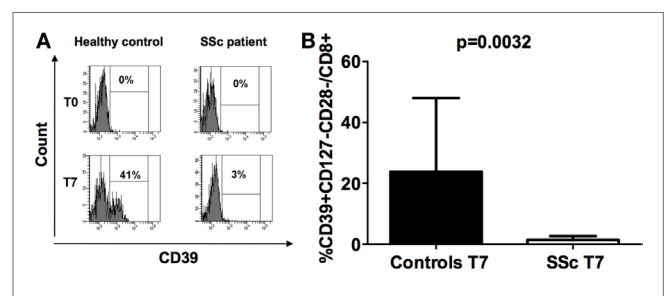 A
Healthy control
SSc patient
T0
0%
0%
T7
41%
3%
Count
CD39
B
p=0.0032
%CD39+CD127-CD28-/CD8+
60
40
20
0
Controls T7
SSc T7